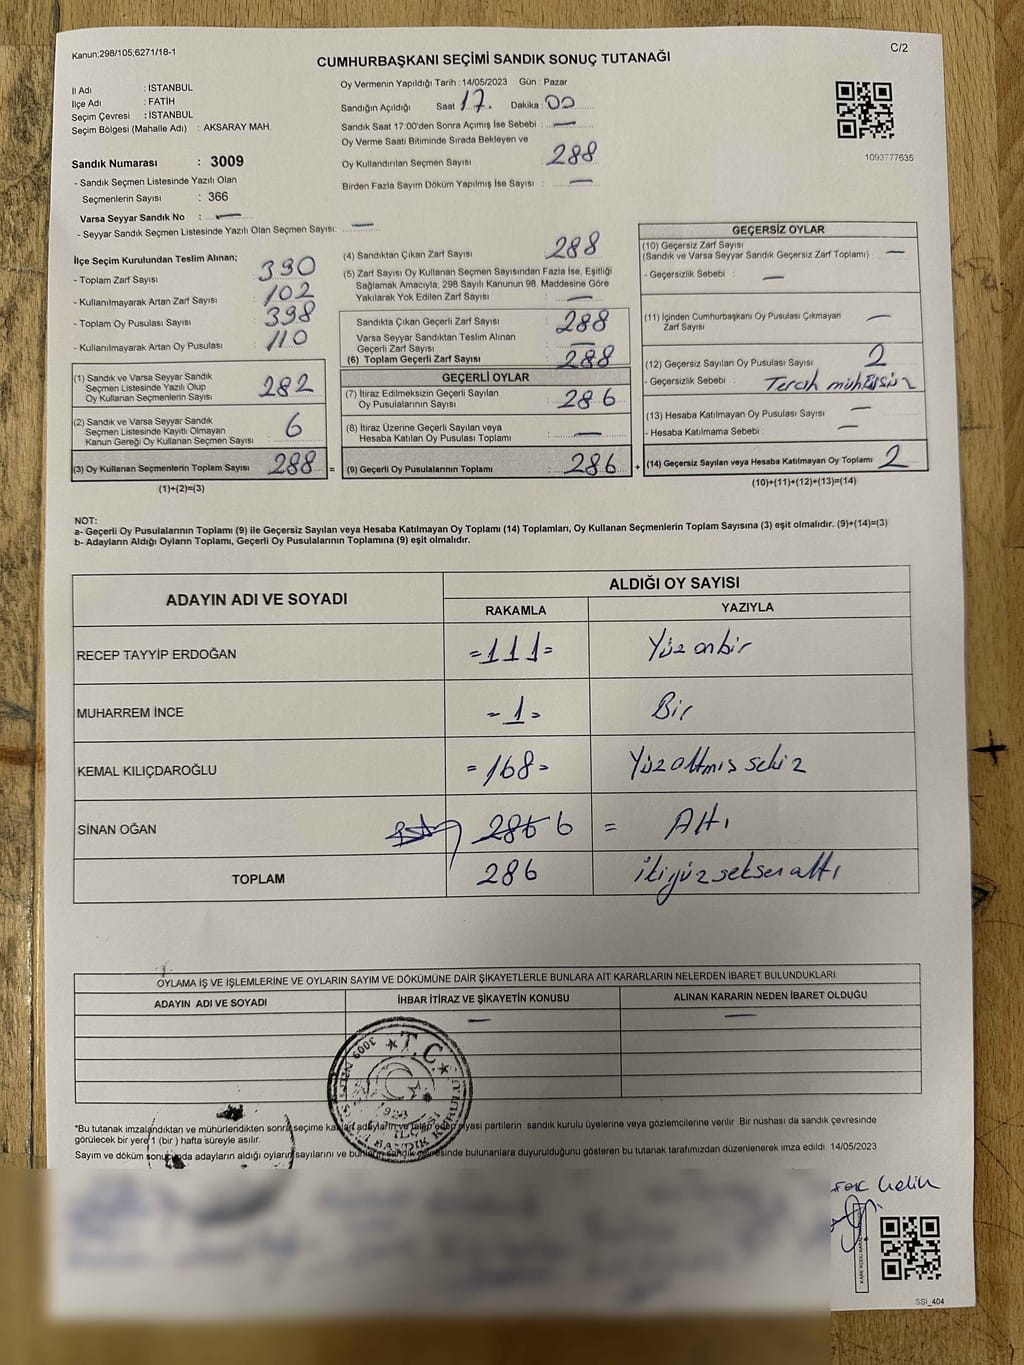 Kanun;298/105;6271/18-1
C/2
CUMHURBAŞKANI SEÇİMİ SANDIK SONUÇ TUTANAĞI
İl Adı : İSTANBUL
İlçe Adı : FATİH
Seçim Çevresi : İSTANBUL
Seçim Bölgesi (Mahalle Adı) : AKSARAY MAH.
Sandık Numarası : 3009
- Sandık Seçmen Listesinde Yazılı Olan
Seçmenlerin Sayısı : 366
Varsa Seyyar Sandık No : —
- Seyyar Sandık Seçmen Listesinde Yazılı Olan Seçmen Sayısı: —
Oy Vermenin Yapıldığı Tarih : 14/05/2023 Gün : Pazar
Sandığın Açıldığı Saat 17. Dakika : 00
Sandık Saat 17:00'den Sonra Açımış İse Sebebi : —
Oy Verme Saati Bitiminde Sırada Bekleyen ve
Oy Kullandırılan Seçmen Sayısı 288
Birden Fazla Sayım Döküm Yapılmış İse Sayısı : —
1093777635
İlçe Seçim Kurulundan Teslim Alınan;
- Toplam Zarf Sayısı : 390
- Kullanılmayarak Artan Zarf Sayısı : 102
- Toplam Oy Pusulası Sayısı : 398
- Kullanılmayarak Artan Oy Pusulası : 110
(1) Sandık ve Varsa Seyyar Sandık
Seçmen Listesinde Yazılı Olup
Oy Kullanan Seçmenlerin Sayısı : 282
(2) Sandık ve Varsa Seyyar Sandık
Seçmen Listesinde Kayıtlı Olmayan
Kanun Gereği Oy Kullanan Seçmen Sayısı : 6
(3) Oy Kullanan Seçmenlerin Toplam Sayısı : 288 =
(1)+(2)=(3)
(4) Sandıktan Çıkan Zarf Sayısı : 288
(5) Zarf Sayısı Oy Kullanan Seçmen Sayısından Fazla İse, Eşitliği
Sağlamak Amacıyla, 298 Sayılı Kanunun 98. Maddesine Göre
Yakılarak Yok Edilen Zarf Sayısı : —
Sandıkta Çıkan Geçerli Zarf Sayısı : 288
Varsa Seyyar Sandıktan Teslim Alınan
Geçerli Zarf Sayısı : —
(6) Toplam Geçerli Zarf Sayısı : 288
GEÇERLİ OYLAR
(7) İtiraz Edilmeksizin Geçerli Sayılan
Oy Pusulalarının Sayısı : 286
(8) İtiraz Üzerine Geçerli Sayılan veya
Hesaba Katılan Oy Pusulası Toplamı : —
(9) Geçerli Oy Pusulalarının Toplamı : 286 +
GEÇERSİZ OYLAR
(10) Geçersiz Zarf Sayısı
(Sandık ve Varsa Seyyar Sandık Geçersiz Zarf Toplamı) : —
- Geçersizlik Sebebi : —
(11) İçinden Cumhurbaşkanı Oy Pusulası Çıkmayan
Zarf Sayısı : —
(12) Geçersiz Sayılan Oy Pusulası Sayısı : 2
- Geçersizlik Sebebi : Tercih mühürsüz
(13) Hesaba Katılmayan Oy Pusulası Sayısı : —
- Hesaba Katılmama Sebebi : —
(14) Geçersiz Sayılan veya Hesaba Katılmayan Oy Toplamı : 2
(10)+(11)+(12)+(13)=(14)
NOT:
a- Geçerli Oy Pusulalarının Toplamı (9) ile Geçersiz Sayılan veya Hesaba Katılmayan Oy Toplamı (14) Toplamları, Oy Kullanan Seçmenlerin Toplam Sayısına (3) eşit olmalıdır. (9)+(14)=(3)
b- Adayların Aldığı Oyların Toplamı, Geçerli Oy Pusulalarının Toplamına (9) eşit olmalıdır.
ADAYIN ADI VE SOYADI ALDIĞI OY SAYISI
RAKAMLA YAZIYLA
RECEP TAYYİP ERDOĞAN =111= Yüz onbir
MUHARREM İNCE =1= Bir
KEMAL KILIÇDAROĞLU =168= Yüzaltmış sekiz
SİNAN OĞAN 286 6 = Altı
TOPLAM 286 ikiyüzseksenaltı
OYLAMA İŞ VE İŞLEMLERİNE VE OYLARIN SAYIM VE DÖKÜMÜNE DAİR ŞİKAYETLERLE BUNLARA AİT KARARLARIN NELERDEN İBARET BULUNDUKLARI
ADAYIN ADI VE SOYADI İHBAR İTİRAZ VE ŞİKAYETİN KONUSU ALINAN KARARIN NEDEN İBARET OLDUĞU
— —
T.C. 3009 SANDIK KURULU
*Bu tutanak imzalandıktan ve mühürlendikten sonra seçime katılan adayların ve talep eden siyasi partilerin sandık kurulu üyelerine veya gözlemcilerine verilir Bir nüshası da sandık çevresinde
görülecek bir yere 1 (bir ) hafta süreyle asılır.
Sayım ve döküm sonucunda adayların aldığı oyların sayılarını ve bunların sandık çevresinde bulunanlara duyurulduğunu gösteren bu tutanak tarafımızdan düzenlenerek imza edildi. 14/05/2023
SSI_404